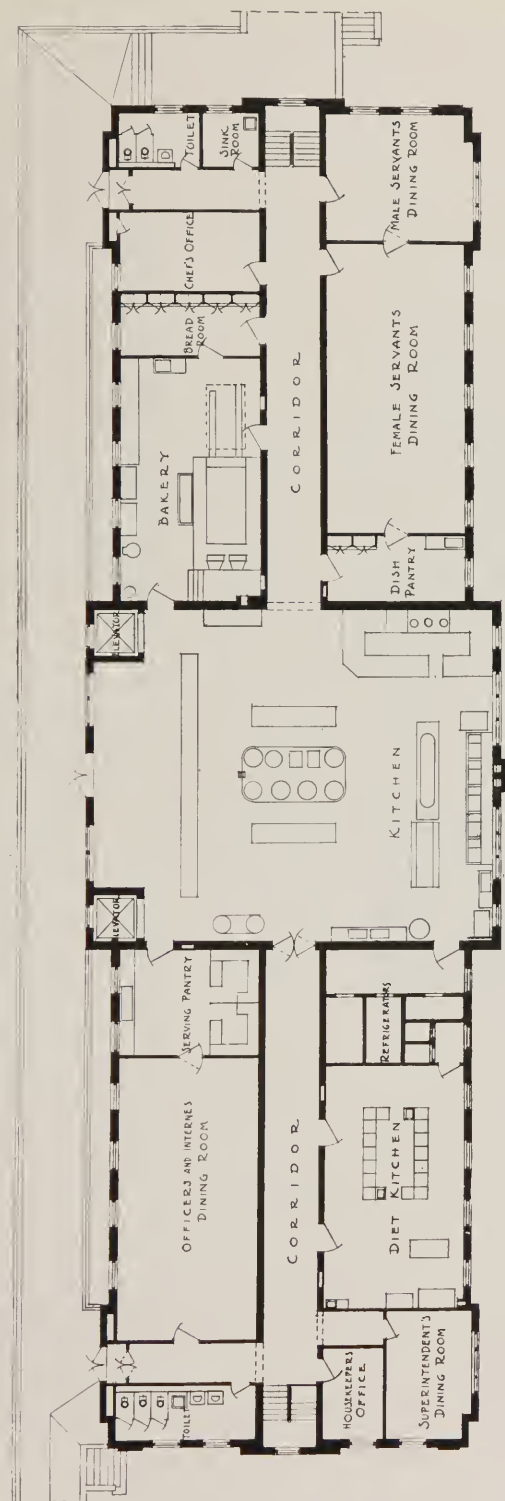 TOILET
SINK
ROOM
MALE SERVANTS
DINING ROOM
CHEF'S OFFICE
BREAD
ROOM
CORRIDOR
FEMALE SERVANTS
DINING ROOM
BAKERY
DISH
PANTRY
ELEVATOR
KITCHEN
ELEVATOR
SERVING PANTRY
REFRIGERATORS
OFFICERS AND INTERNES
DINING ROOM
CORRIDOR
DIET KITCHEN
TOILET
HOUSEKEEPERS
OFFICE
SUPERINTENDENT'S
DINING ROOM